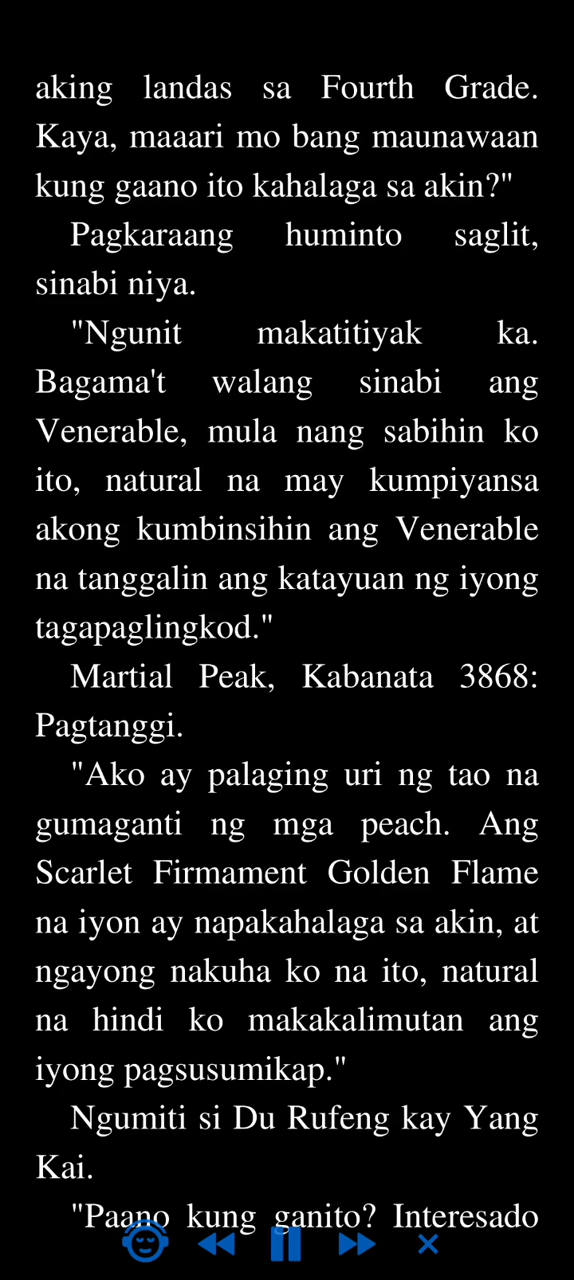 aking landas sa Fourth Grade.
Kaya, maaari mo bang maunawaan
kung gaano ito kahalaga sa akin?"
Pagkaraang huminto saglit,
sinabi niya.
"Ngunit makatitiyak ka.
Bagama't walang sinabi ang
Venerable, mula nang sabihin ko
ito, natural na may kumpiyansa
akong kumbinsihin ang Venerable
na tanggalin ang katayuan ng iyong
tagapaglingkod."
Martial Peak, Kabanata 3868:
Pagtanggi.
"Ako ay palaging uri ng tao na
gumaganti ng mga peach. Ang
Scarlet Firmament Golden Flame
na iyon ay napakahalaga sa akin, at
ngayong nakuha ko na ito, natural
na hindi ko makakalimutan ang
iyong pagsusumikap."
Ngumiti si Du Rufeng kay Yang
Kai.
"Paano kung ganito? Interesado